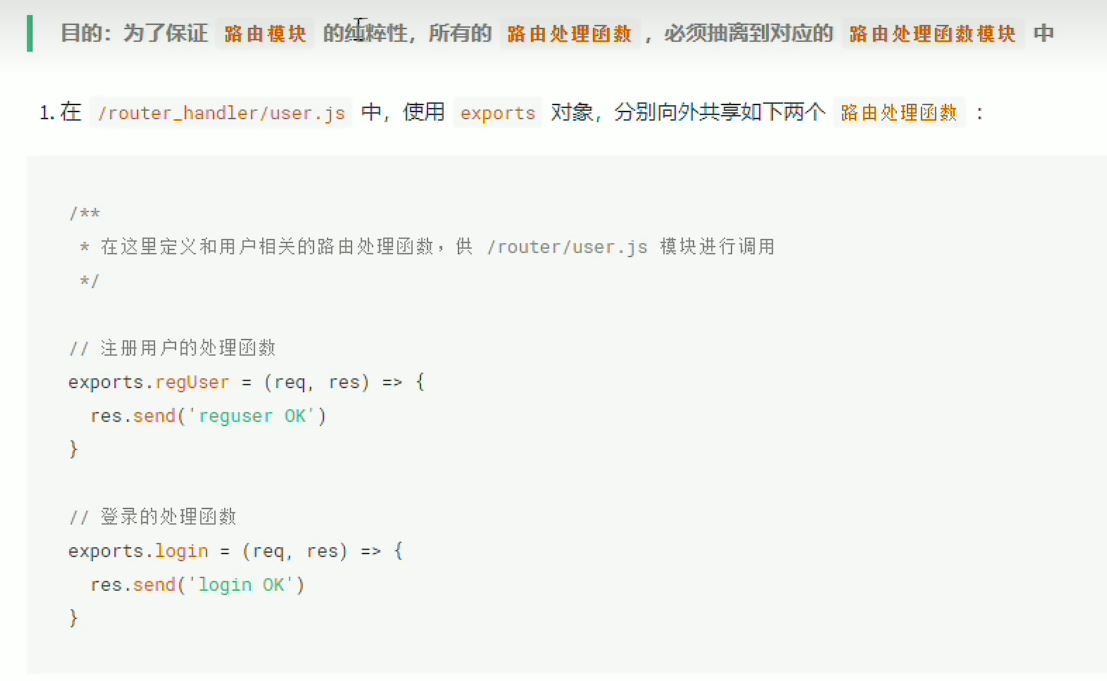 目的：为了保证 路由模块 的纯粹性，所有的 路由处理函数 ，必须抽离到对应的 路由处理函数模块 中
1. 在 /router_handler/user.js 中，使用 exports 对象，分别向外共享如下两个 路由处理函数 ：
/**
 * 在这里定义和用户相关的路由处理函数，供 /router/user.js 模块进行调用
 */
// 注册用户的处理函数
exports.regUser = (req, res) => {
  res.send('reguser OK')
}
// 登录的处理函数
exports.login = (req, res) => {
  res.send('login OK')
}